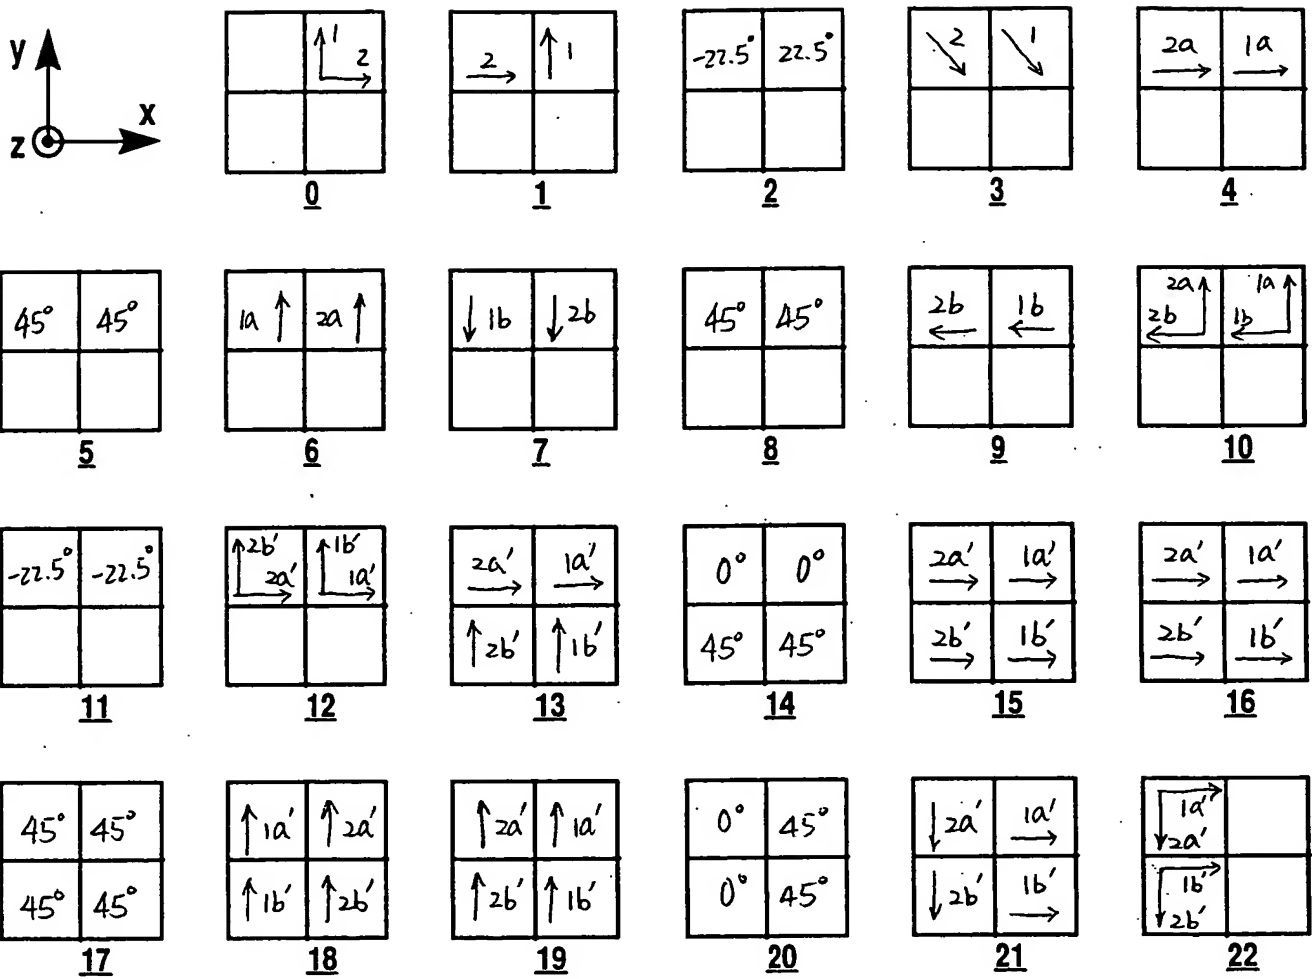 y
x
z
1
2
0
2
1
1
-22.5° 22.5°
2
2
1
3
2a 1a
4
45° 45°
5
1a 2a
6
1b 2b
7
45° 45°
8
2b 1b
9
2a 1a
2b 1b
10
-22.5° -22.5°
11
2b' 1b'
2a' 1a'
12
2a' 1a'
2b' 1b'
13
0° 0°
45° 45°
14
2a' 1a'
2b' 1b'
15
2a' 1a'
2b' 1b'
16
45° 45°
45° 45°
17
1a' 2a'
1b' 2b'
18
2a' 1a'
2b' 1b'
19
0° 45°
0° 45°
20
2a' 1a'
2b' 1b'
21
1a'
2a'
1b'
2b'
22